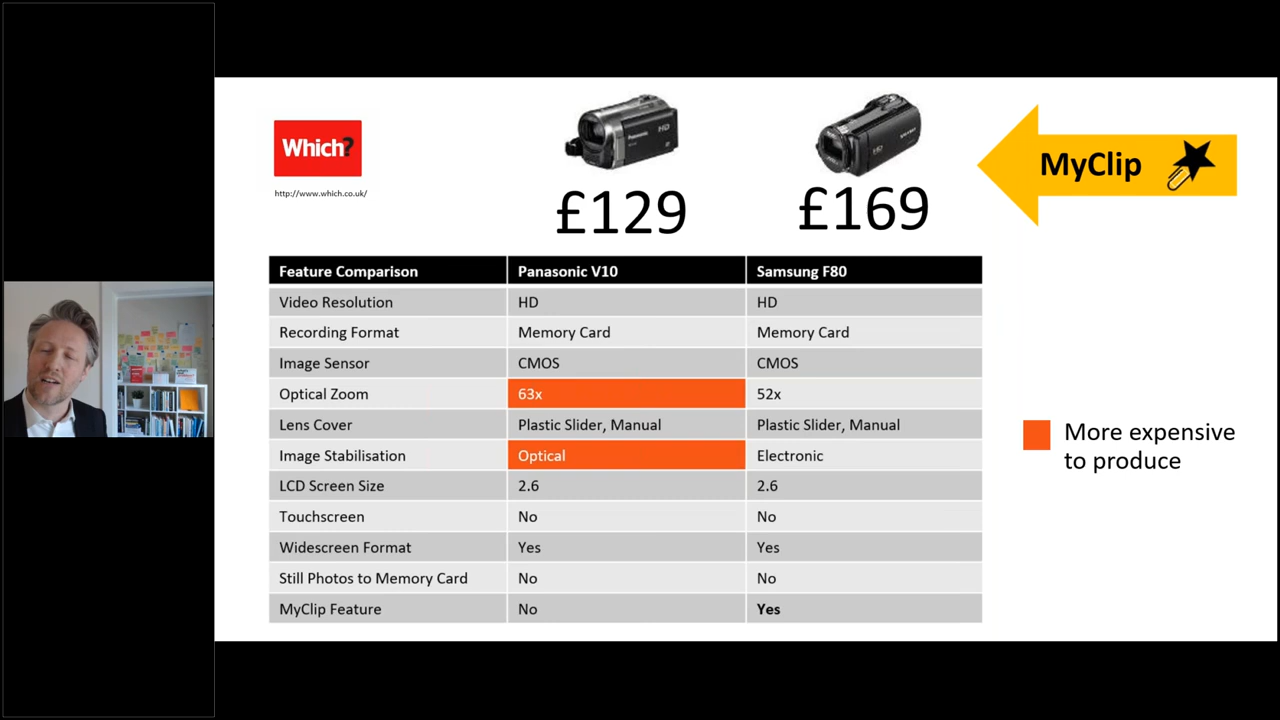 Which?
http://www.which.co.uk/
Panasonic
HD
HD
£129
£169
MyClip
Feature Comparison Panasonic V10 Samsung F80
Video Resolution HD HD
Recording Format Memory Card Memory Card
Image Sensor CMOS CMOS
Optical Zoom 63x 52x
Lens Cover Plastic Slider, Manual Plastic Slider, Manual
Image Stabilisation Optical Electronic
LCD Screen Size 2.6 2.6
Touchscreen No No
Widescreen Format Yes Yes
Still Photos to Memory Card No No
MyClip Feature No Yes
More expensive
to produce